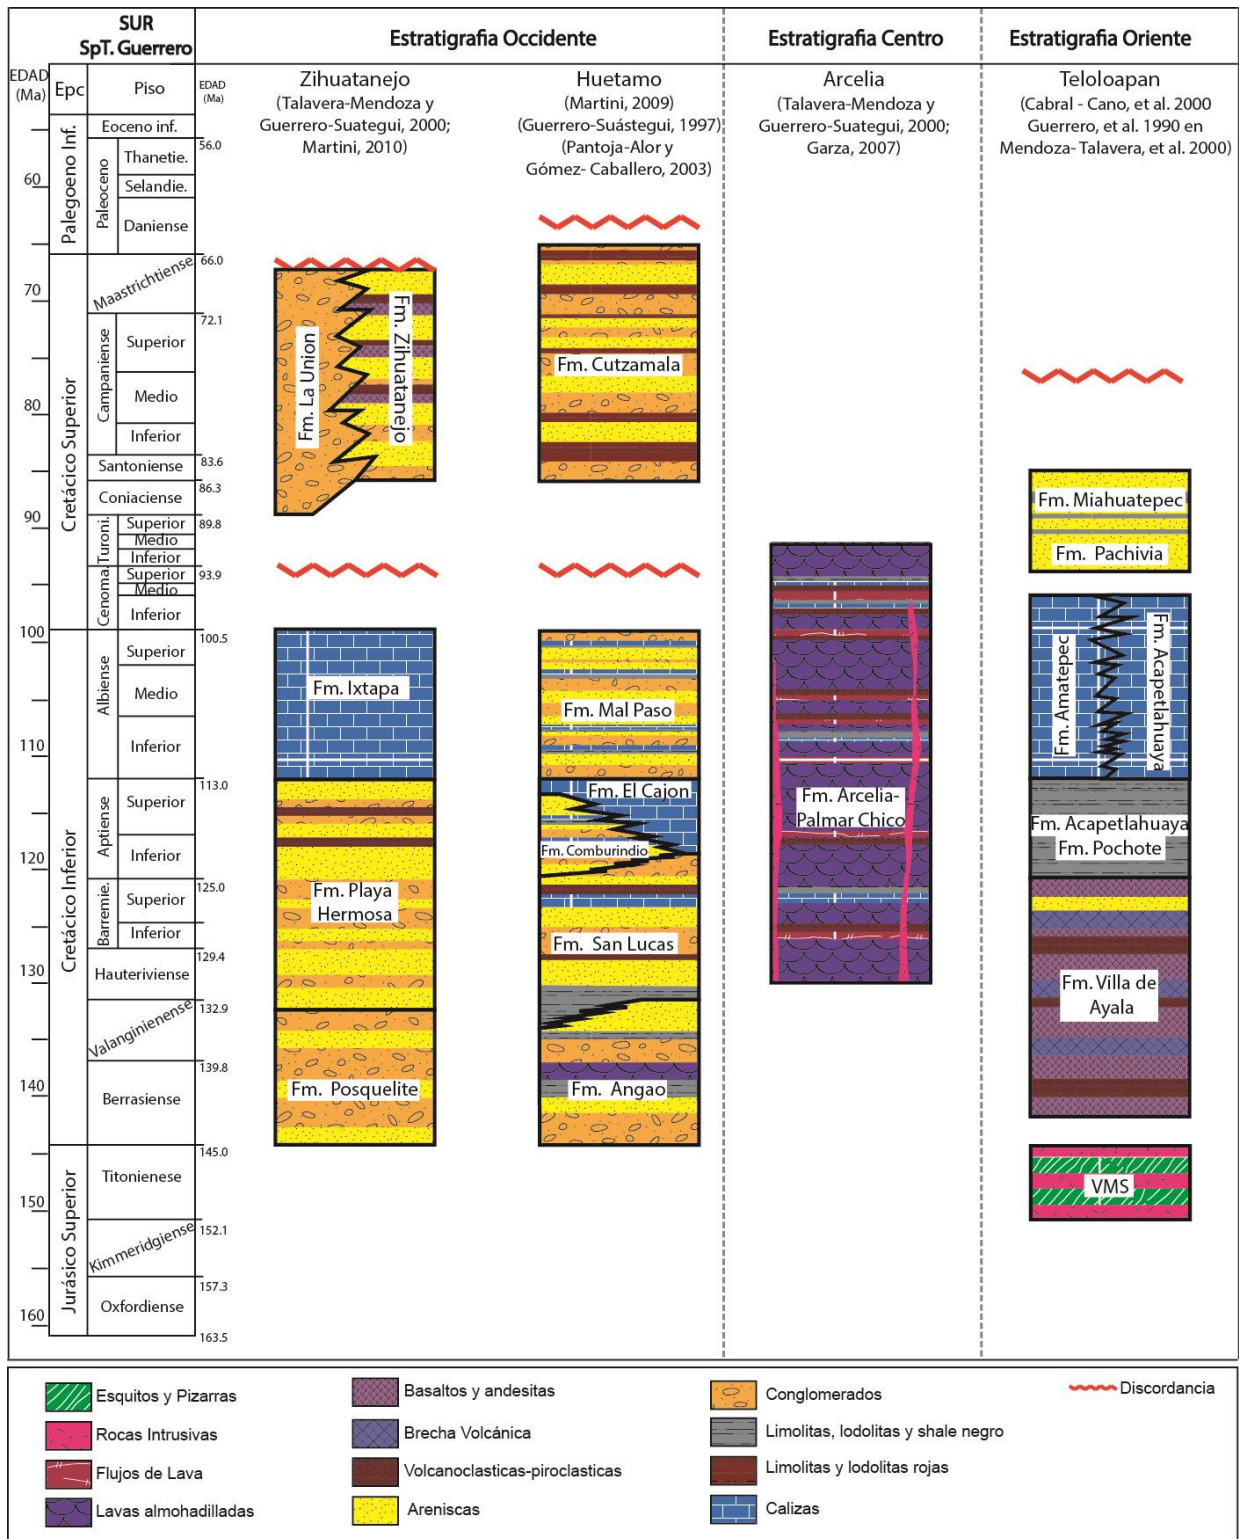 SUR
SpT. Guerrero
Estratigrafia Occidente
Estratigrafia Centro
Estratigrafia Oriente
EDAD
(Ma)
Epc
Piso
EDAD
(Ma)
Zihuatanejo
(Talavera-Mendoza y
Guerrero-Suategui, 2000;
Martini, 2010)
Huetamo
(Martini, 2009)
(Guerrero-Suástegui, 1997)
(Pantoja-Alor y
Gómez- Caballero, 2003)
Arcelia
(Talavera-Mendoza y
Guerrero-Suategui, 2000;
Garza, 2007)
Teloloapan
(Cabral - Cano, et al. 2000
Guerrero, et al. 1990 en
Mendoza- Talavera, et al. 2000)
60
70
80
90
100
110
120
130
140
150
160
Palegoeno Inf.
Cretácico Superior
Cretácico Inferior
Jurásico Superior
Eoceno inf.
Paleoceno
Thanetie.
Selandie.
Daniense
Maastrichtiense
Campaniense
Superior
Medio
Inferior
Santoniense
Coniaciense
Turoni.
Superior
Medio
Inferior
Cenoma.
Superior
Medio
Inferior
Albiense
Superior
Medio
Inferior
Aptiense
Superior
Inferior
Barremie.
Superior
Inferior
Hauteriviense
Valanginienense
Berrasiense
Titonienese
Kimmeridgiense
Oxfordiense
56.0
66.0
72.1
83.6
86.3
89.8
93.9
100.5
113.0
125.0
129.4
132.9
139.8
145.0
152.1
157.3
163.5
Fm. La Union
Fm. Zihuatanejo
Fm. Ixtapa
Fm. Playa
Hermosa
Fm. Posquelite
Fm. Cutzamala
Fm. Mal Paso
Fm. El Cajon
Fm. Comburindio
Fm. San Lucas
Fm. Angao
Fm. Arcelia-
Palmar Chico
Fm. Miahuatepec
Fm. Pachivia
Fm. Amatepec
Fm. Acapetlahuaya
Fm. Acapetlahuaya
Fm. Pochote
Fm. Villa de
Ayala
VMS
Esquitos y Pizarras
Rocas Intrusivas
Flujos de Lava
Lavas almohadilladas
Basaltos y andesitas
Brecha Volcánica
Volcanoclasticas-piroclasticas
Areniscas
Conglomerados
Limolitas, lodolitas y shale negro
Limolitas y lodolitas rojas
Calizas
Discordancia